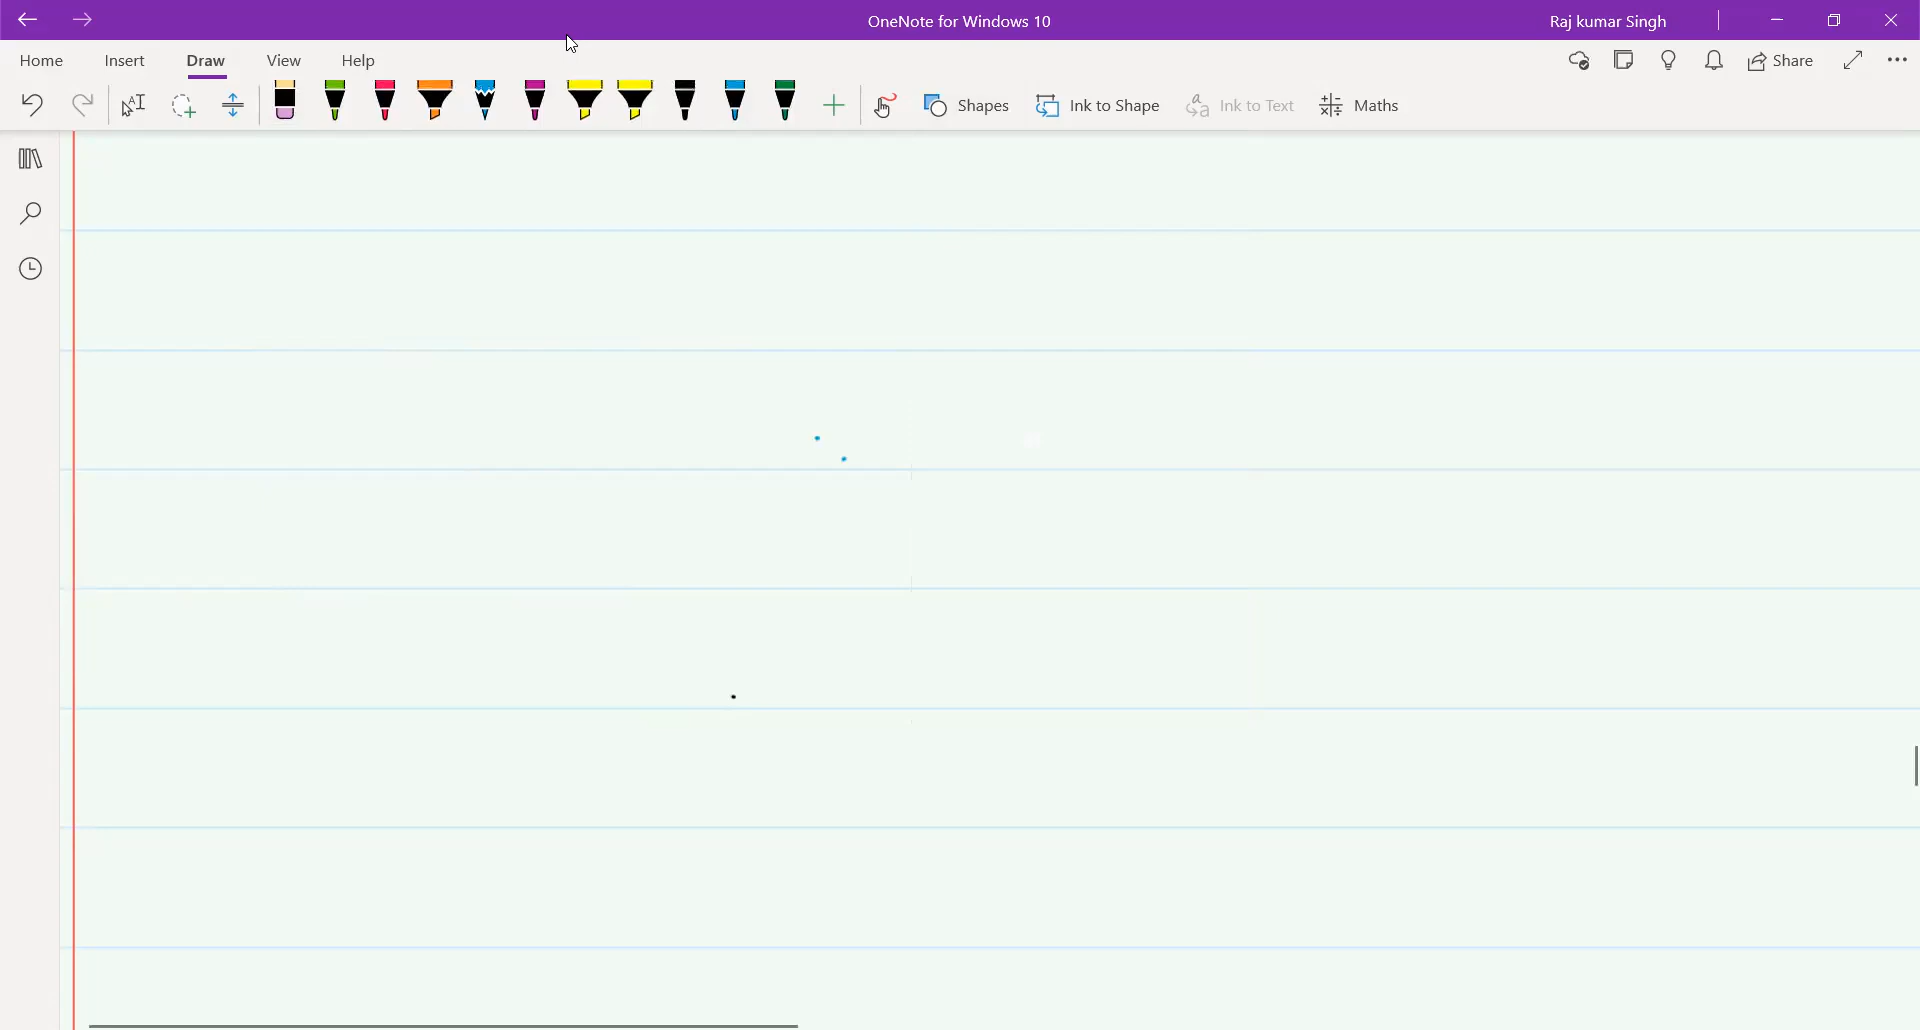 OneNote for Windows 10
Raj kumar Singh
Home Insert Draw View Help
Share
Shapes Ink to Shape Ink to Text Maths